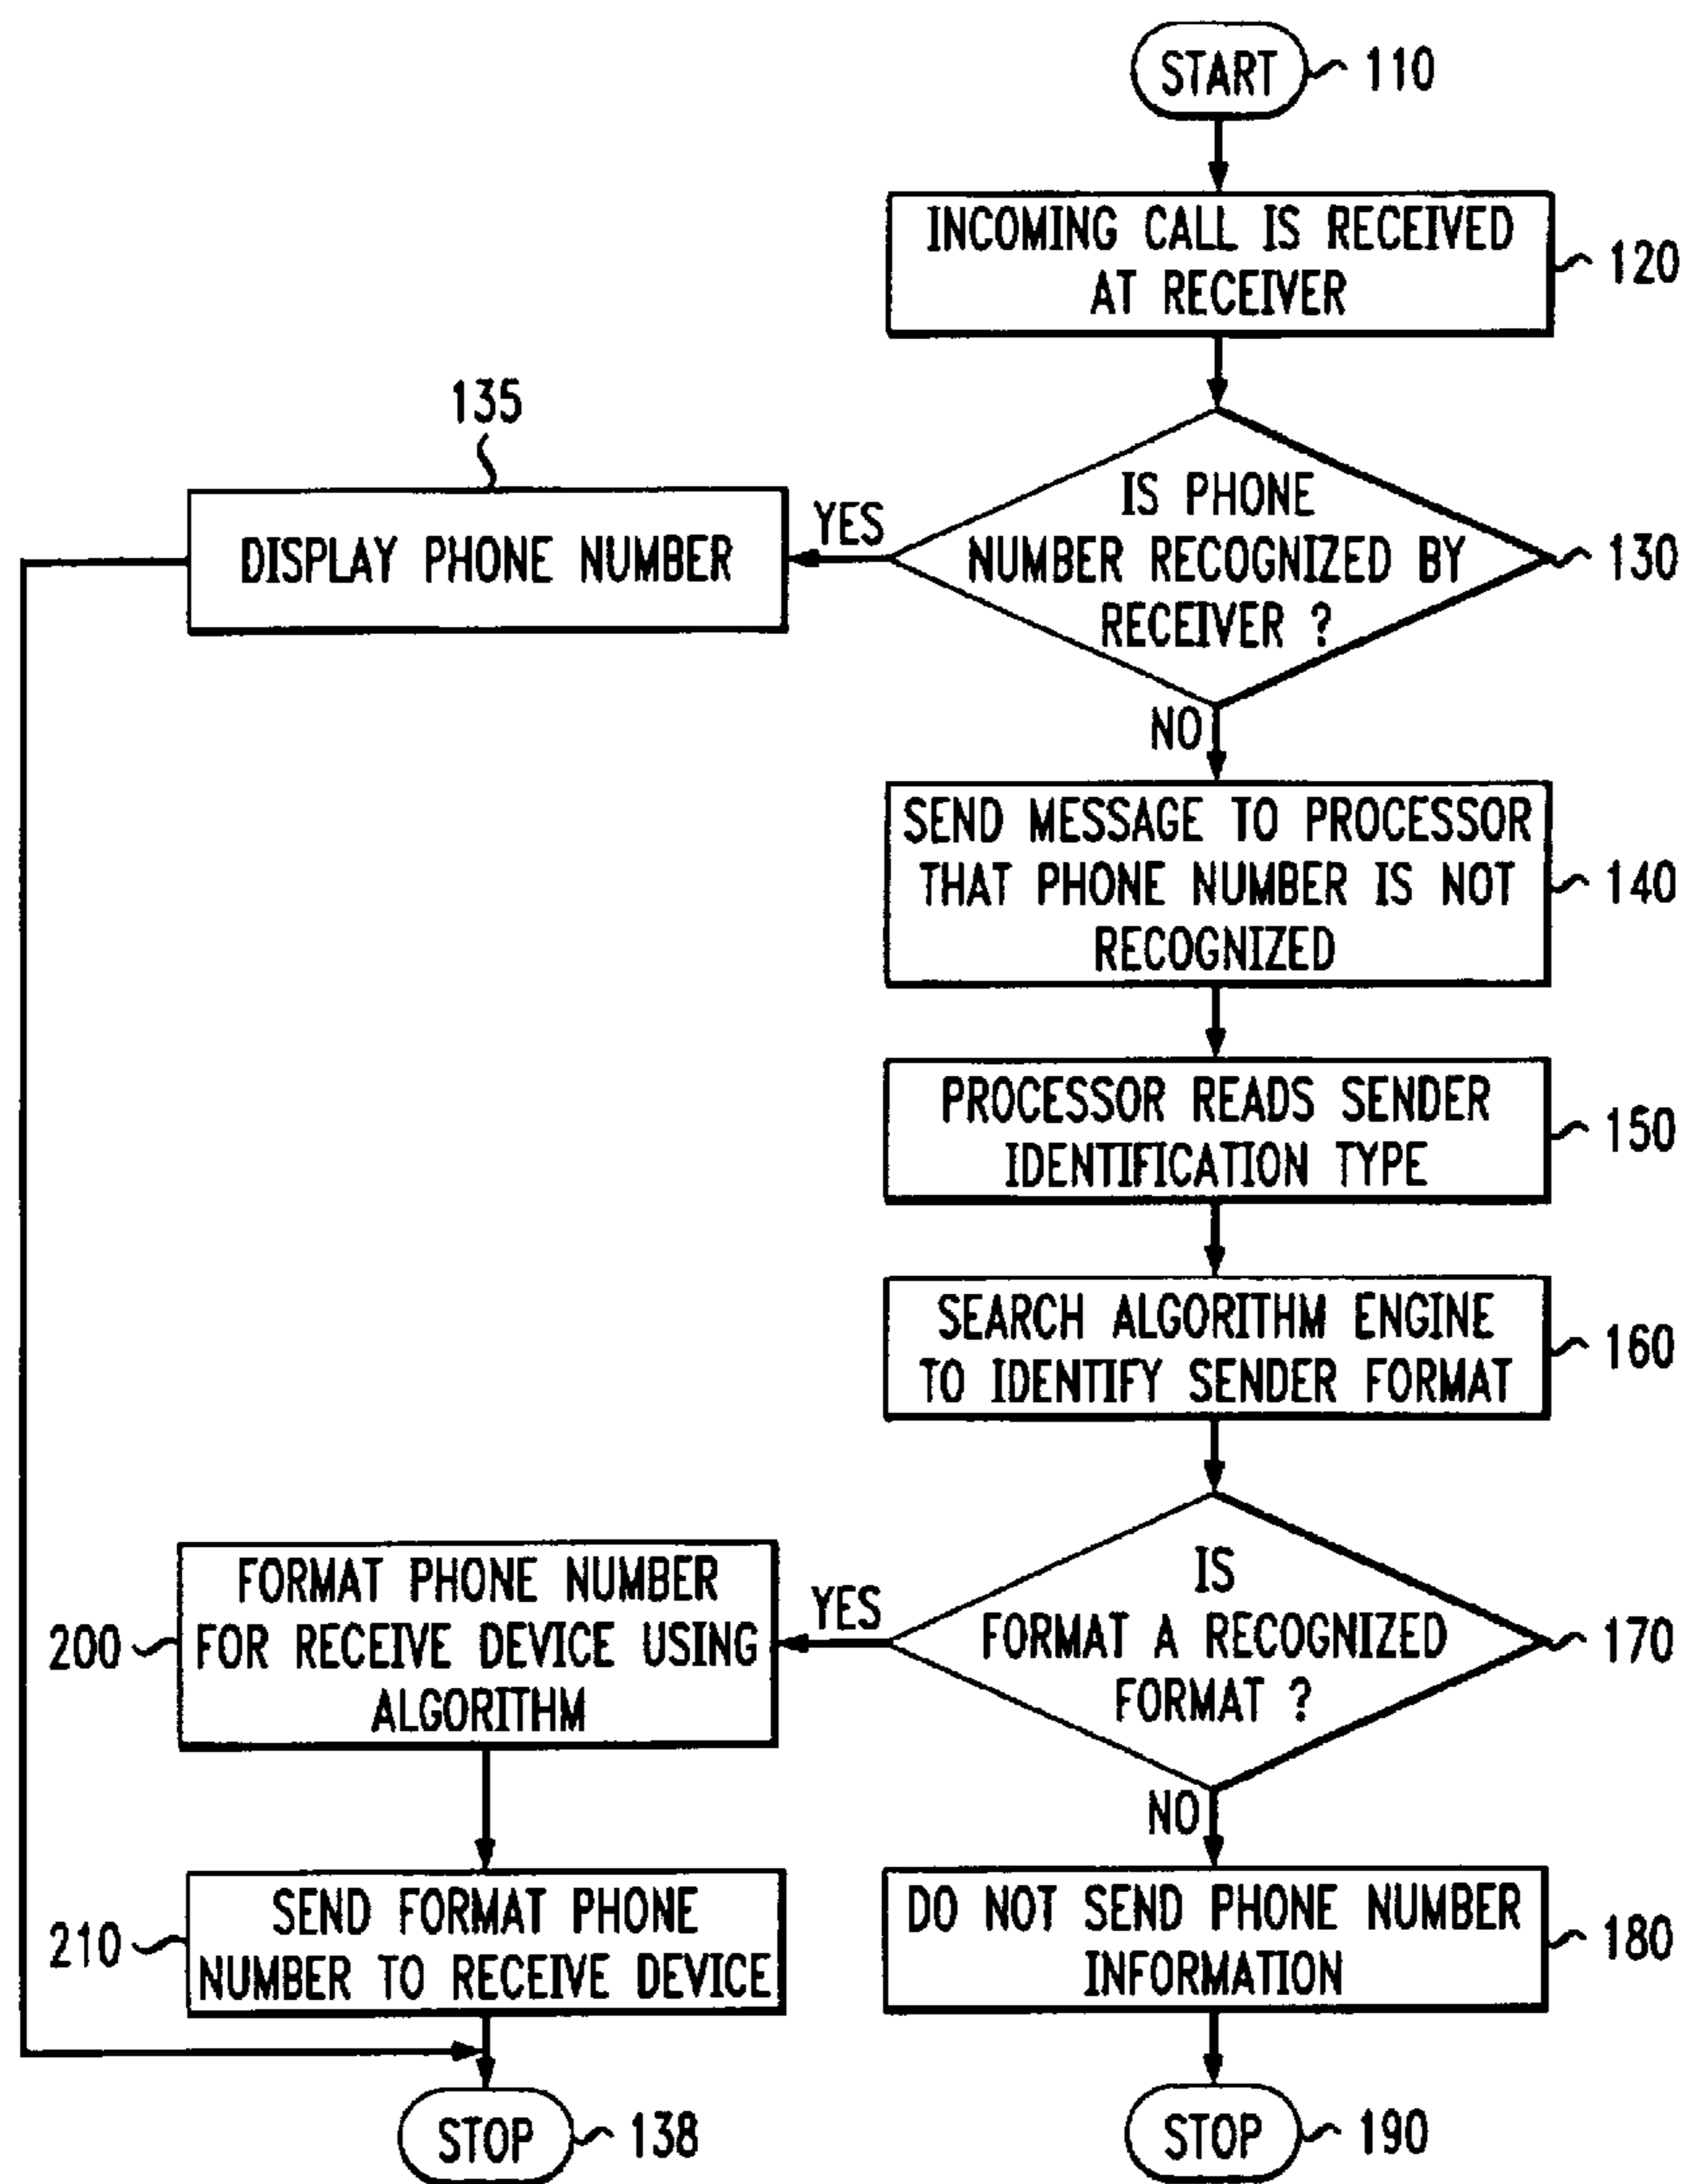 START
110
INCOMING CALL IS RECEIVED
AT RECEIVER
120
135
DISPLAY PHONE NUMBER
YES
IS PHONE
NUMBER RECOGNIZED BY
RECEIVER ?
130
NO
SEND MESSAGE TO PROCESSOR
THAT PHONE NUMBER IS NOT
RECOGNIZED
140
PROCESSOR READS SENDER
IDENTIFICATION TYPE
150
SEARCH ALGORITHM ENGINE
TO IDENTIFY SENDER FORMAT
160
IS
FORMAT A RECOGNIZED
FORMAT ?
170
YES
FORMAT PHONE NUMBER
FOR RECEIVE DEVICE USING
ALGORITHM
200
NO
SEND FORMAT PHONE
NUMBER TO RECEIVE DEVICE
210
DO NOT SEND PHONE NUMBER
INFORMATION
180
STOP
138
STOP
190